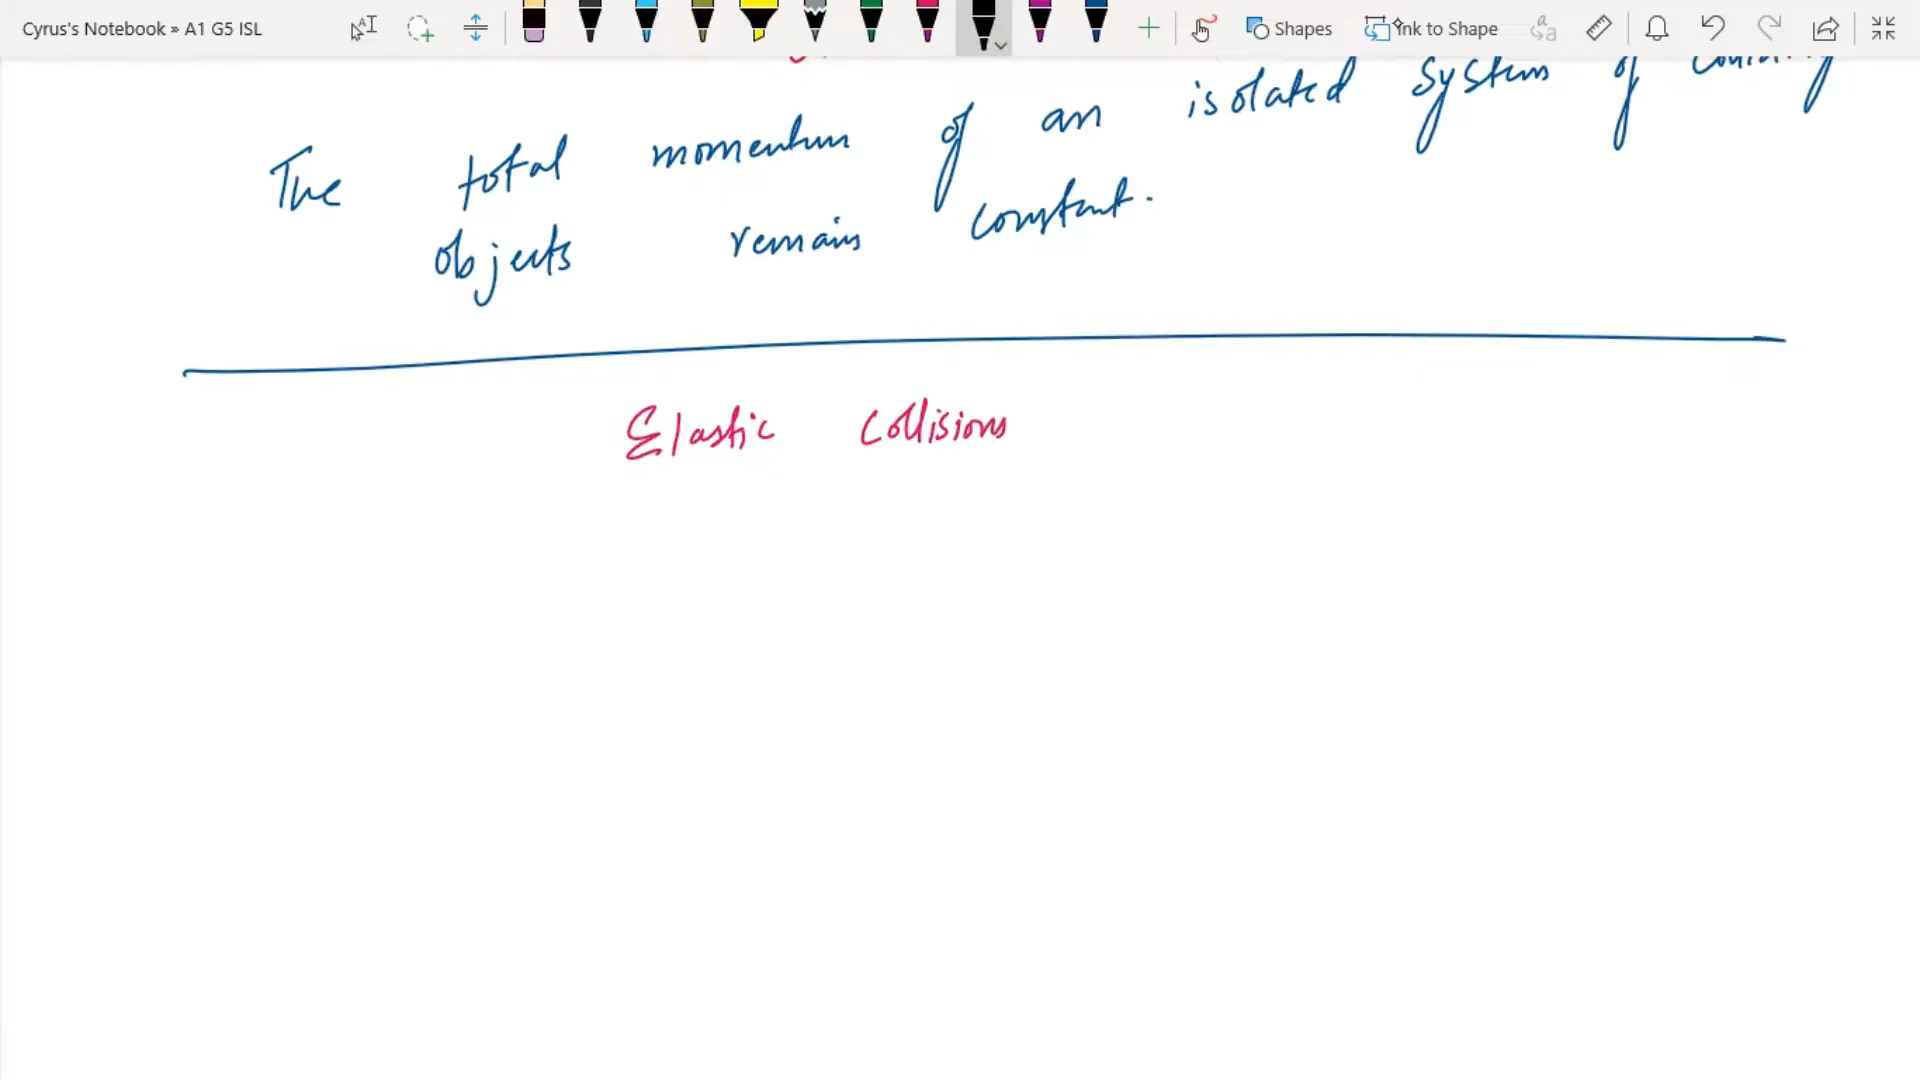 Cyrus's Notebook » A1 G5 ISL
Shapes
Ink to Shape
The total momentum of an isolated system of
objects remain constant.
Elastic Collisions